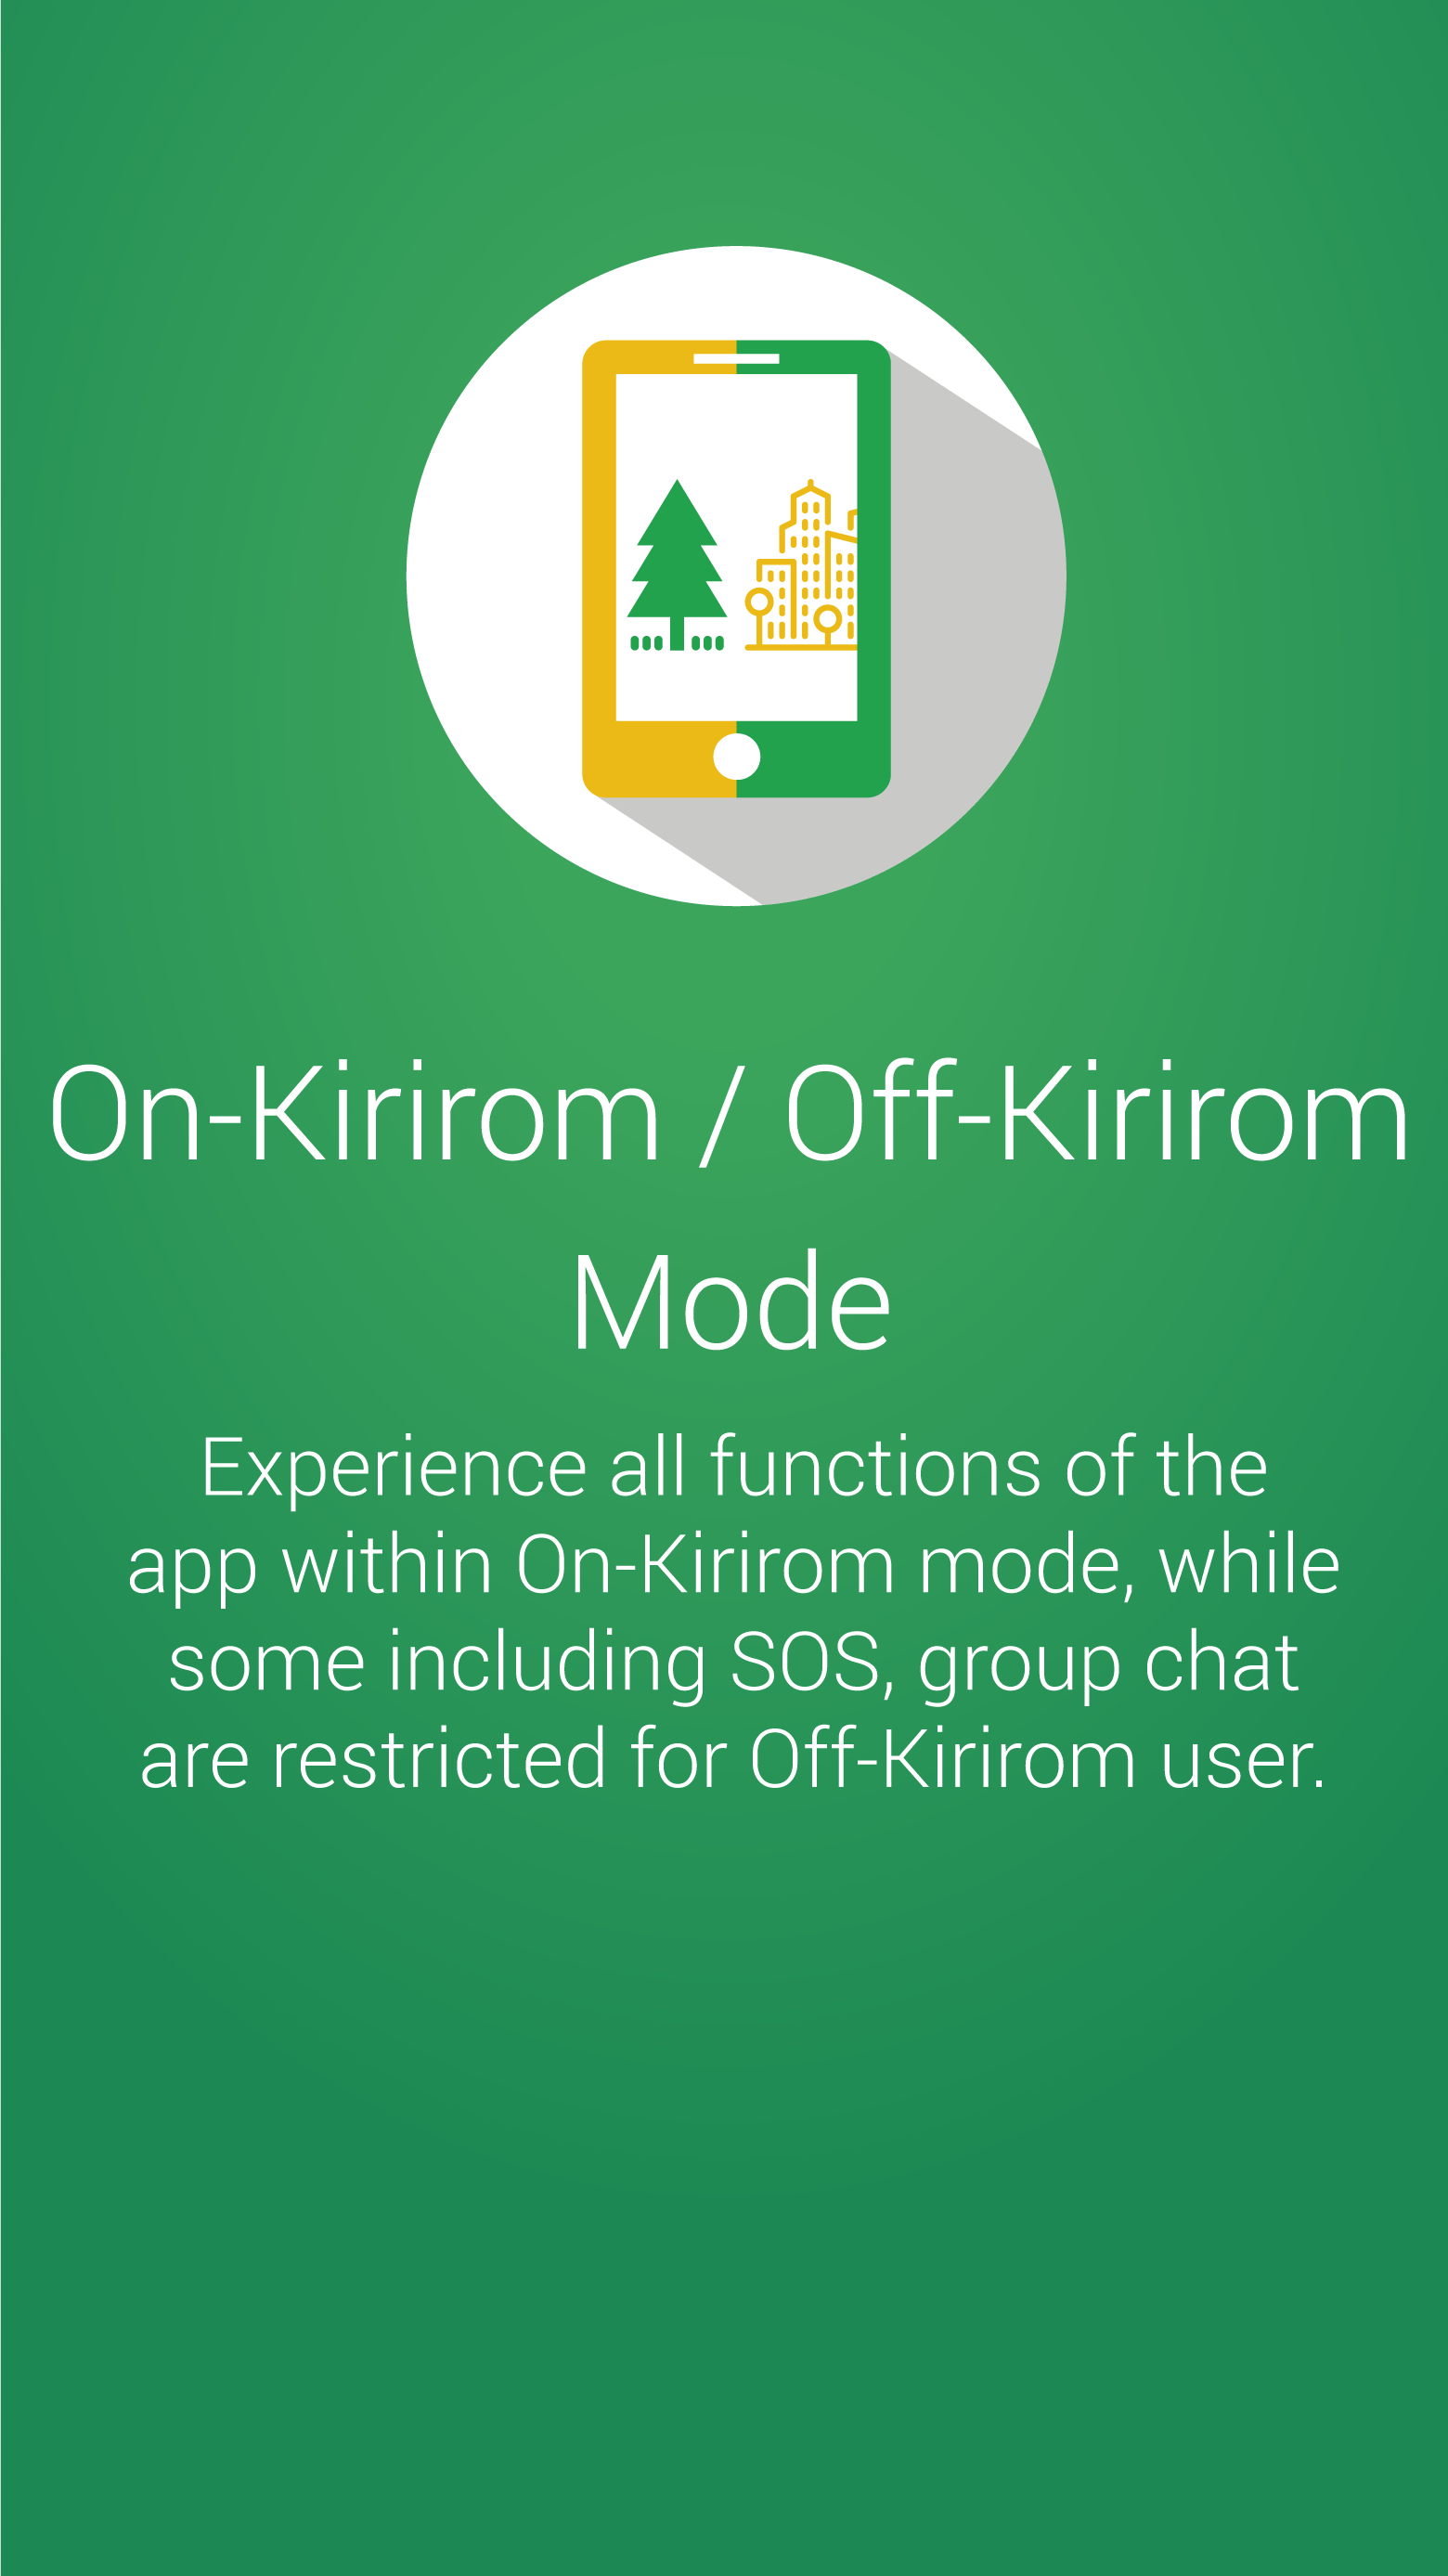 On-Kirirom / Off-Kirirom
Mode
Experience all functions of the
app within On-Kirirom mode, while
some including SOS, group chat
are restricted for Off-Kirirom user.